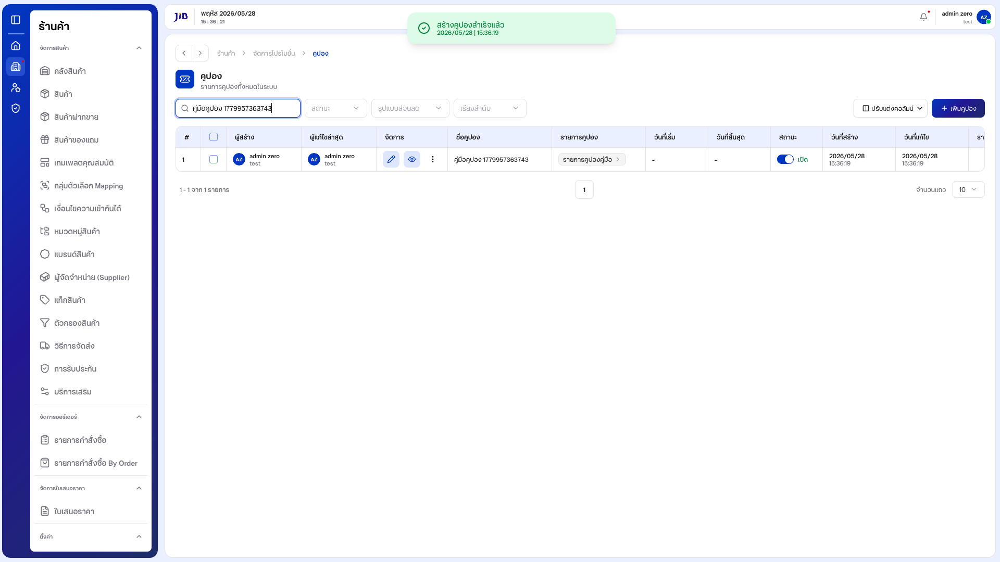 ร้านค้า
จัดการสินค้า
คลังสินค้า
สินค้า
สินค้าฝากขาย
สินค้าของแถม
เทมเพลตคุณสมบัติ
กลุ่มตัวเลือก Mapping
เงื่อนไขความเข้ากันได้
หมวดหมู่สินค้า
แบรนด์สินค้า
ผู้จัดจำหน่าย (Supplier)
แท็กสินค้า
ตัวกรองสินค้า
วิธีการจัดส่ง
การรับประกัน
บริการเสริม
จัดการออร์เดอร์
รายการคำสั่งซื้อ
รายการคำสั่งซื้อ By Order
จัดการใบเสนอราคา
ใบเสนอราคา
ตั้งค่า
JIB
พฤหัส 2026/05/28
15 : 36 : 21
สร้างคูปองสำเร็จแล้ว
2026/05/28 | 15:36:19
admin zero
test
AZ
ร้านค้า จัดการโปรโมชั่น คูปอง
คูปอง
รายการคูปองทั้งหมดในระบบ
คู่มือคูปอง 1779957363743 สถานะ รูปแบบส่วนลด เรียงลำดับ ปรับแต่งคอลัมน์ เพิ่มคูปอง
# ผู้สร้าง ผู้แก้ไขล่าสุด จัดการ ชื่อคูปอง รายการคูปอง วันที่เริ่ม วันที่สิ้นสุด สถานะ วันที่สร้าง วันที่แก้ไข รา
1 AZ admin zero AZ admin zero คู่มือคูปอง 1779957363743 รายการคูปองคู่มือ - - เปิด 2026/05/28 2026/05/28
test test 15:36:19 15:36:19
1 - 1 จาก 1 รายการ 1 จำนวนแถว 10